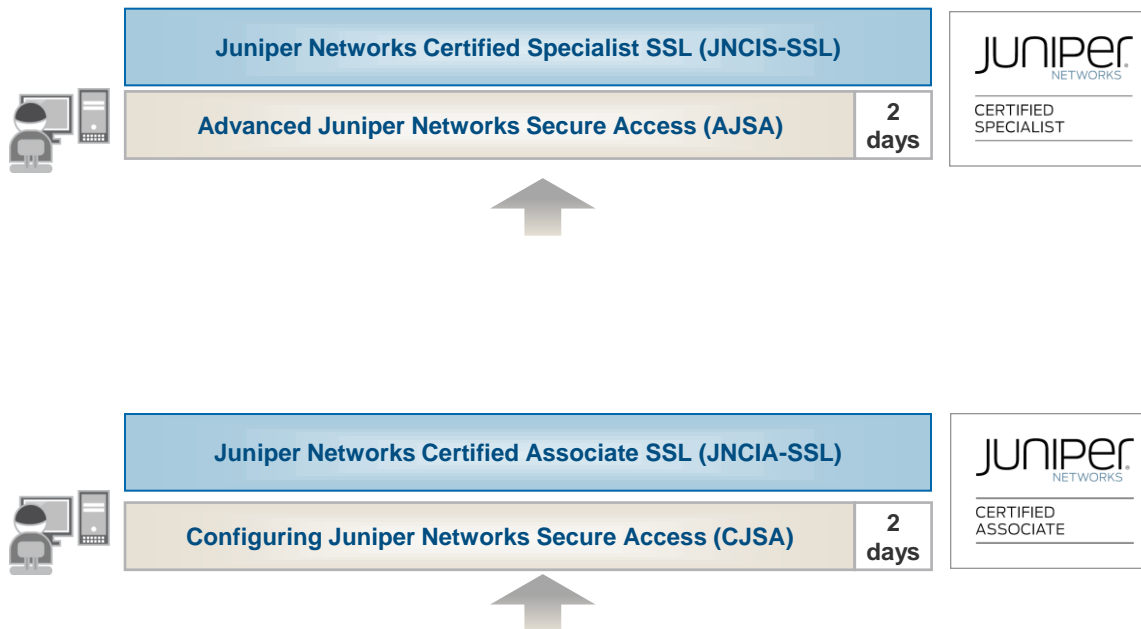 Juniper Networks Certified Specialist SSL (JNCIS-SSL)
Advanced Juniper Networks Secure Access (AJSA)
2
days
JUNIPER
NETWORKS
CERTIFIED
SPECIALIST
Juniper Networks Certified Associate SSL (JNCIA-SSL)
Configuring Juniper Networks Secure Access (CJSA)
2
days
JUNIPER
NETWORKS
CERTIFIED
ASSOCIATE